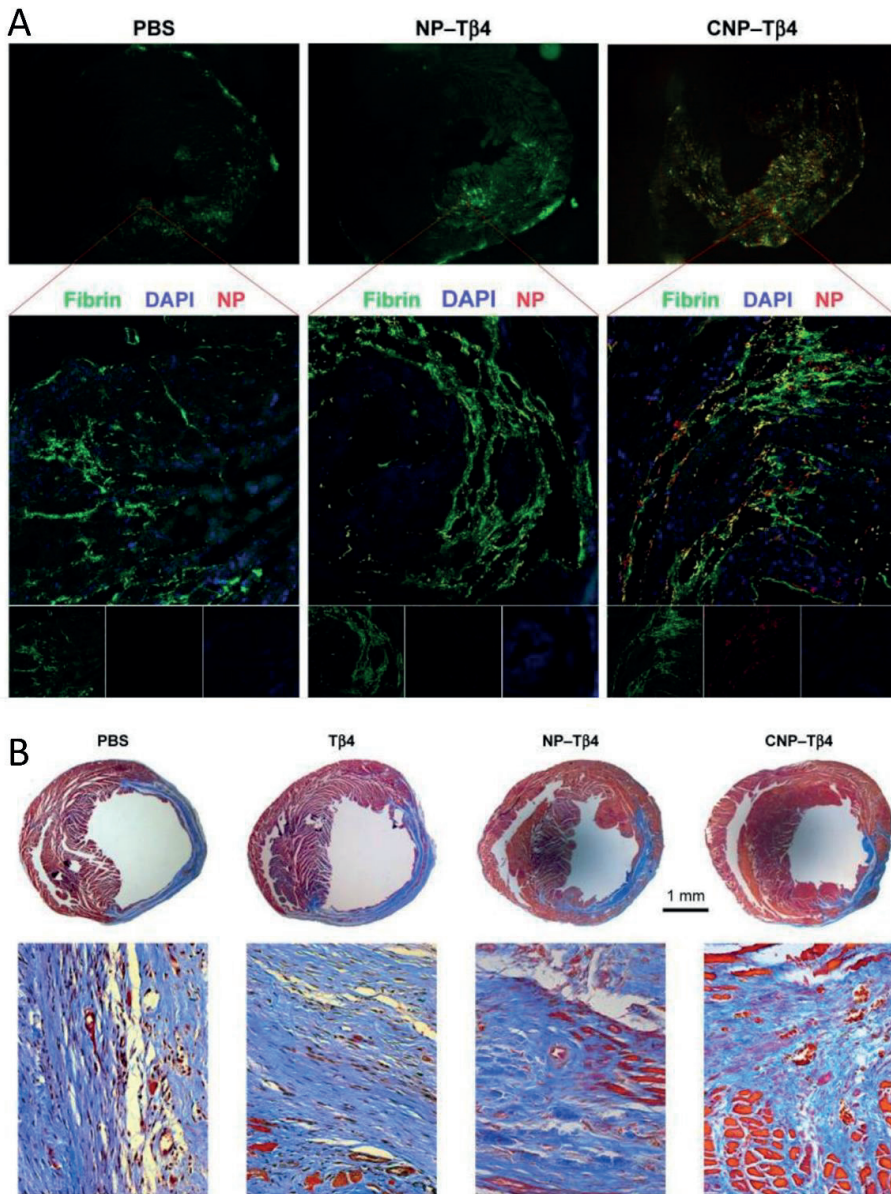 A
PBS NP–Tβ4 CNP–Tβ4
Fibrin DAPI NP Fibrin DAPI NP Fibrin DAPI NP
B
PBS Tβ4 NP–Tβ4 CNP–Tβ4
1 mm